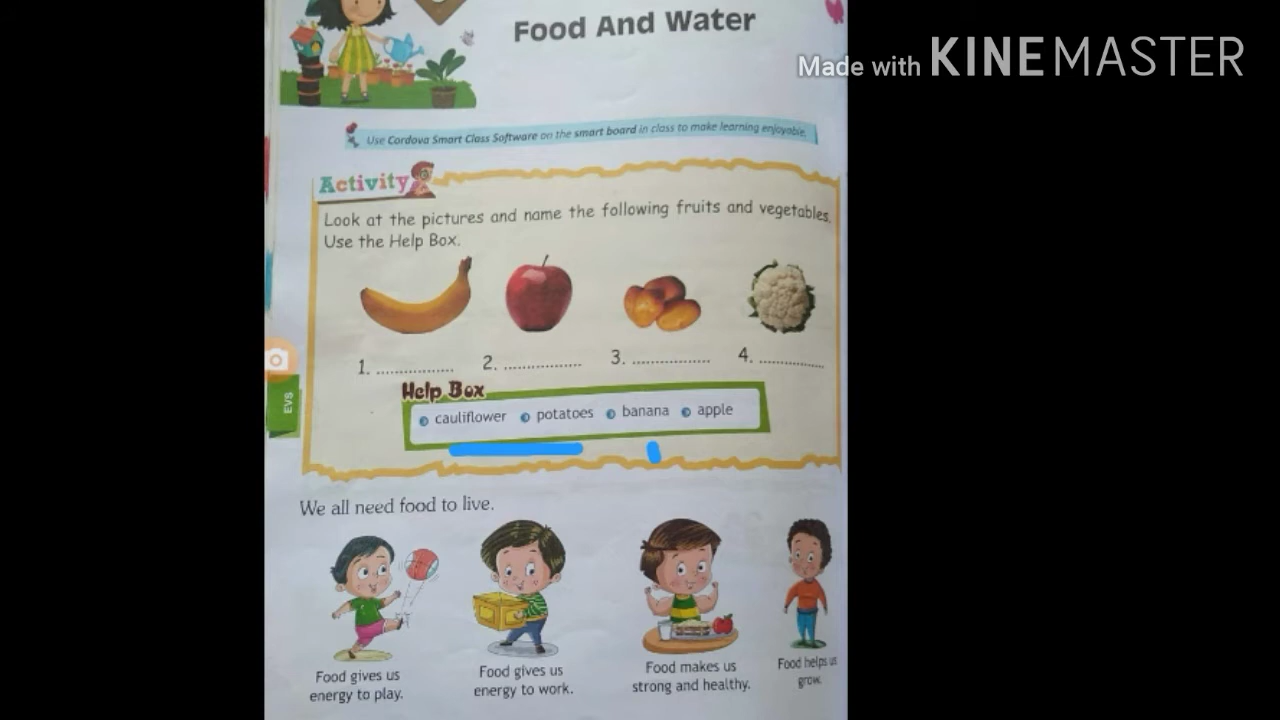 Food And Water
Made with KINEMASTER
Use Cordova Smart Class Software on the smart board in class to make learning enjoyable.
Activity
Look at the pictures and name the following fruits and vegetables.
Use the Help Box.
1. ................ 2. ................ 3. ................ 4. ................
Help Box
cauliflower potatoes banana apple
EVS
We all need food to live.
Food gives us
energy to play.
Food gives us
energy to work.
Food makes us
strong and healthy.
Food helps us
grow.